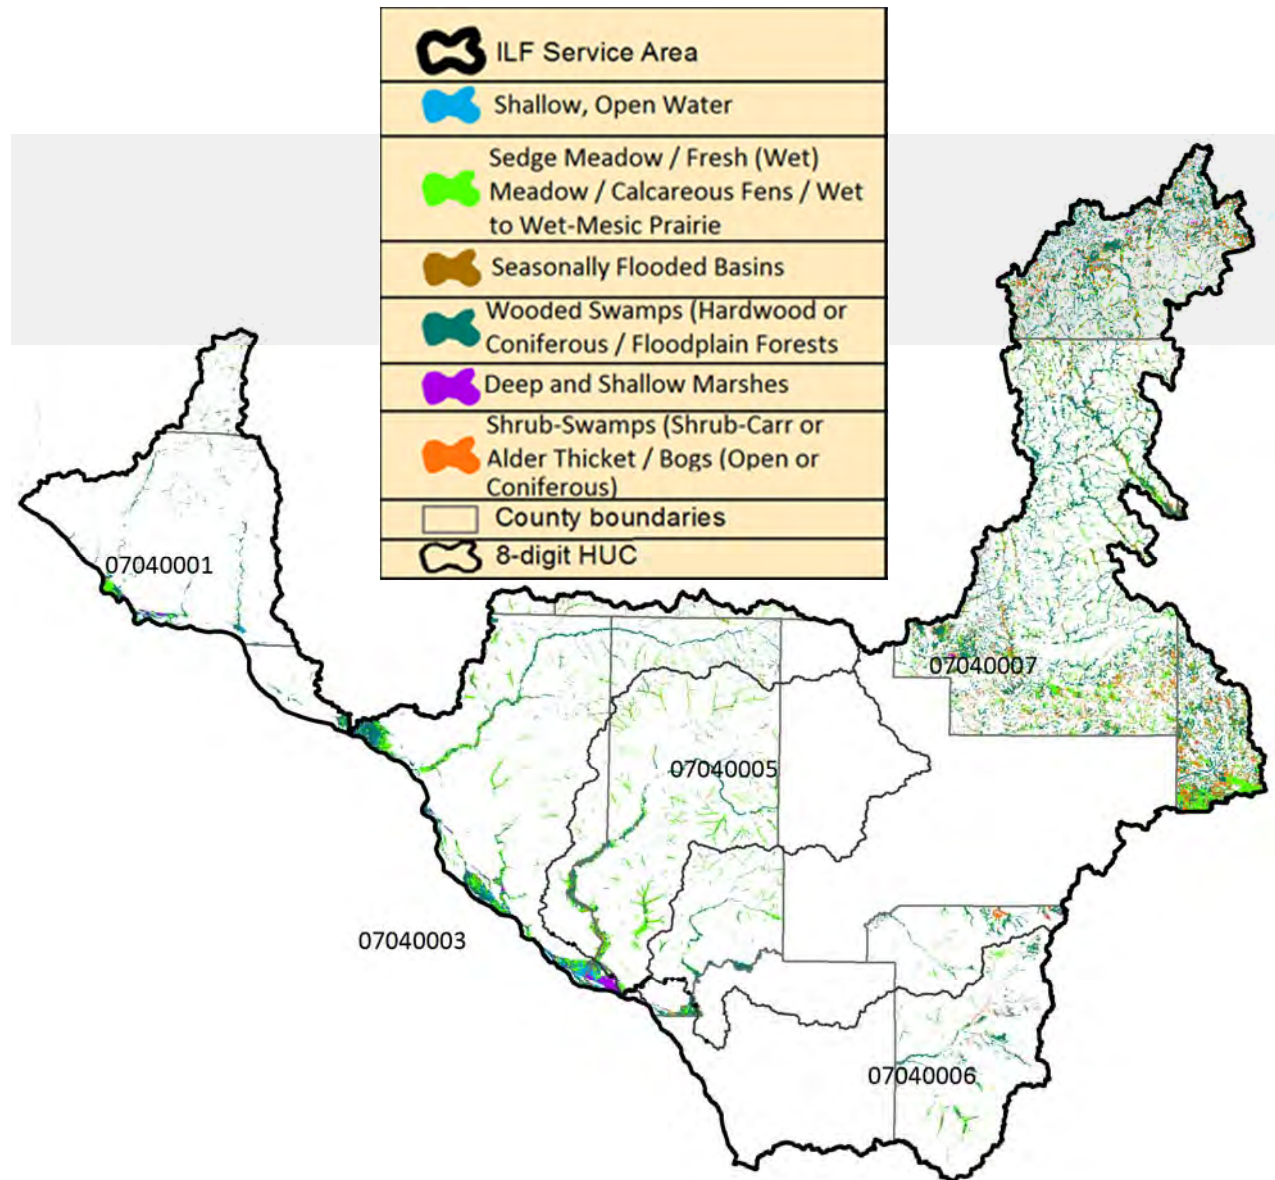 ILF Service Area
Shallow, Open Water
Sedge Meadow / Fresh (Wet)
Meadow / Calcareous Fens / Wet
to Wet-Mesic Prairie
Seasonally Flooded Basins
Wooded Swamps (Hardwood or
Coniferous / Floodplain Forests
Deep and Shallow Marshes
Shrub-Swamps (Shrub-Carr or
Alder Thicket / Bogs (Open or
Coniferous)
County boundaries
8-digit HUC
07040001
07040007
07040005
07040003
07040006